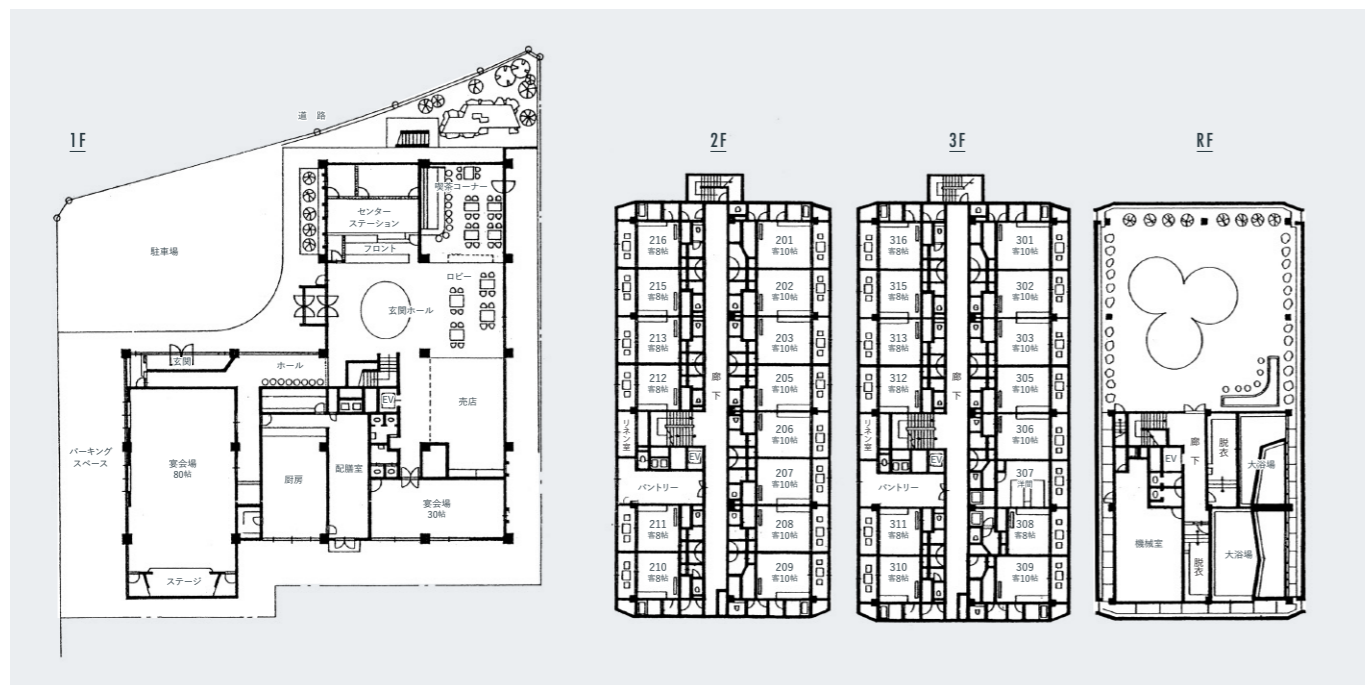 1F
道 路
駐車場
喫茶コーナー
センター
ステーション
フロント
ロビー
玄関ホール
玄関
ホール
EV
売店
パーキング
スペース
宴会場
80帖
厨房
配膳室
宴会場
30帖
ステージ
2F
216
客8帖
201
客10帖
215
客8帖
202
客10帖
213
客8帖
203
客10帖
212
客8帖
廊下
205
客10帖
リネン室
206
客10帖
EV
パントリー
207
客10帖
211
客8帖
208
客10帖
210
客8帖
209
客10帖
3F
316
客8帖
301
客10帖
315
客8帖
302
客10帖
313
客8帖
303
客10帖
312
客8帖
廊下
305
客10帖
リネン室
306
客10帖
EV
パントリー
307
洋間
311
客8帖
308
客8帖
310
客8帖
309
客10帖
RF
廊下
脱衣
EV
大浴場
機械室
脱衣
大浴場